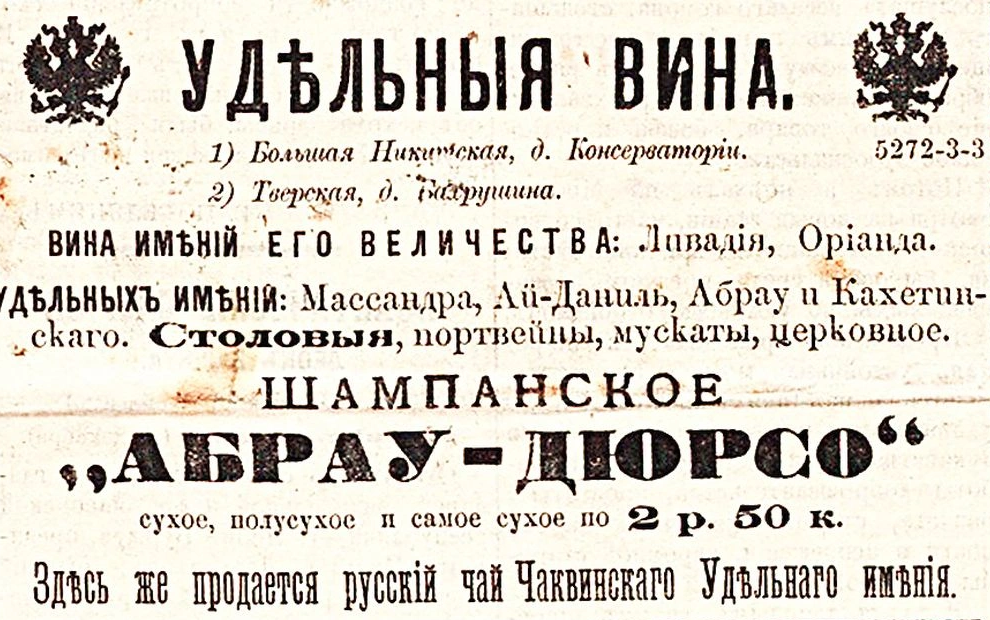 УДѢЛЬНЫЯ ВИНА.
1) Большая Никитская, д. Консерваторіи. 5272-3-3
2) Тверская, д. Бахрушина.
ВИНА ИМѢНІЙ ЕГО ВЕЛИЧЕСТВА: Ливадія, Оріанда.
УДѢЛЬНЫХЪ ИМѢНІЙ: Массандра, Ай-Даниль, Абрау и Кахетин-
скаго. Столовыя, портвейны, мускаты, церковное.
ШАМПАНСКОЕ
„АБРАУ-ДЮРСО“
сухое, полусухое и самое сухое по 2 р. 50 к.
Здѣсь же продается русскій чай Чаквинскаго Удѣльнаго имѣнія.